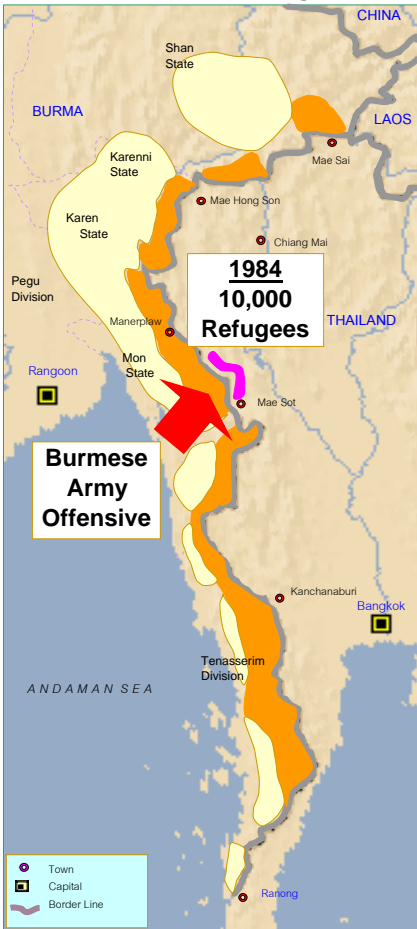 CHINA
Shan
State
BURMA
LAOS
Mae Sai
Karenni
State
Mae Hong Son
Karen
State
Chiang Mai
1984
10,000
Refugees
Pegu
Division
THAILAND
Manerplaw
Mon
State
Rangoon
Mae Sot
Burmese
Army
Offensive
Kanchanaburi
Bangkok
Tenasserim
Division
ANDAMAN SEA
Town
Capital
Border Line
Ranong